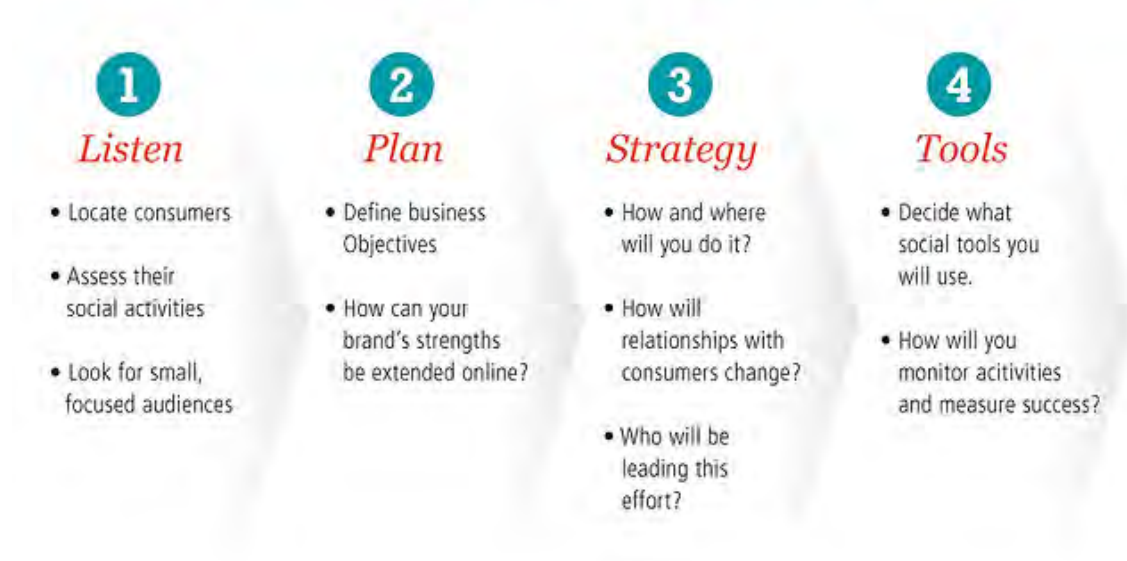 1
Listen
• Locate consumers
• Assess their
social activities
• Look for small,
focused audiences
2
Plan
• Define business
Objectives
• How can your
brand's strengths
be extended online?
3
Strategy
• How and where
will you do it?
• How will
relationships with
consumers change?
• Who will be
leading this
effort?
4
Tools
• Decide what
social tools you
will use.
• How will you
monitor acitivities
and measure success?